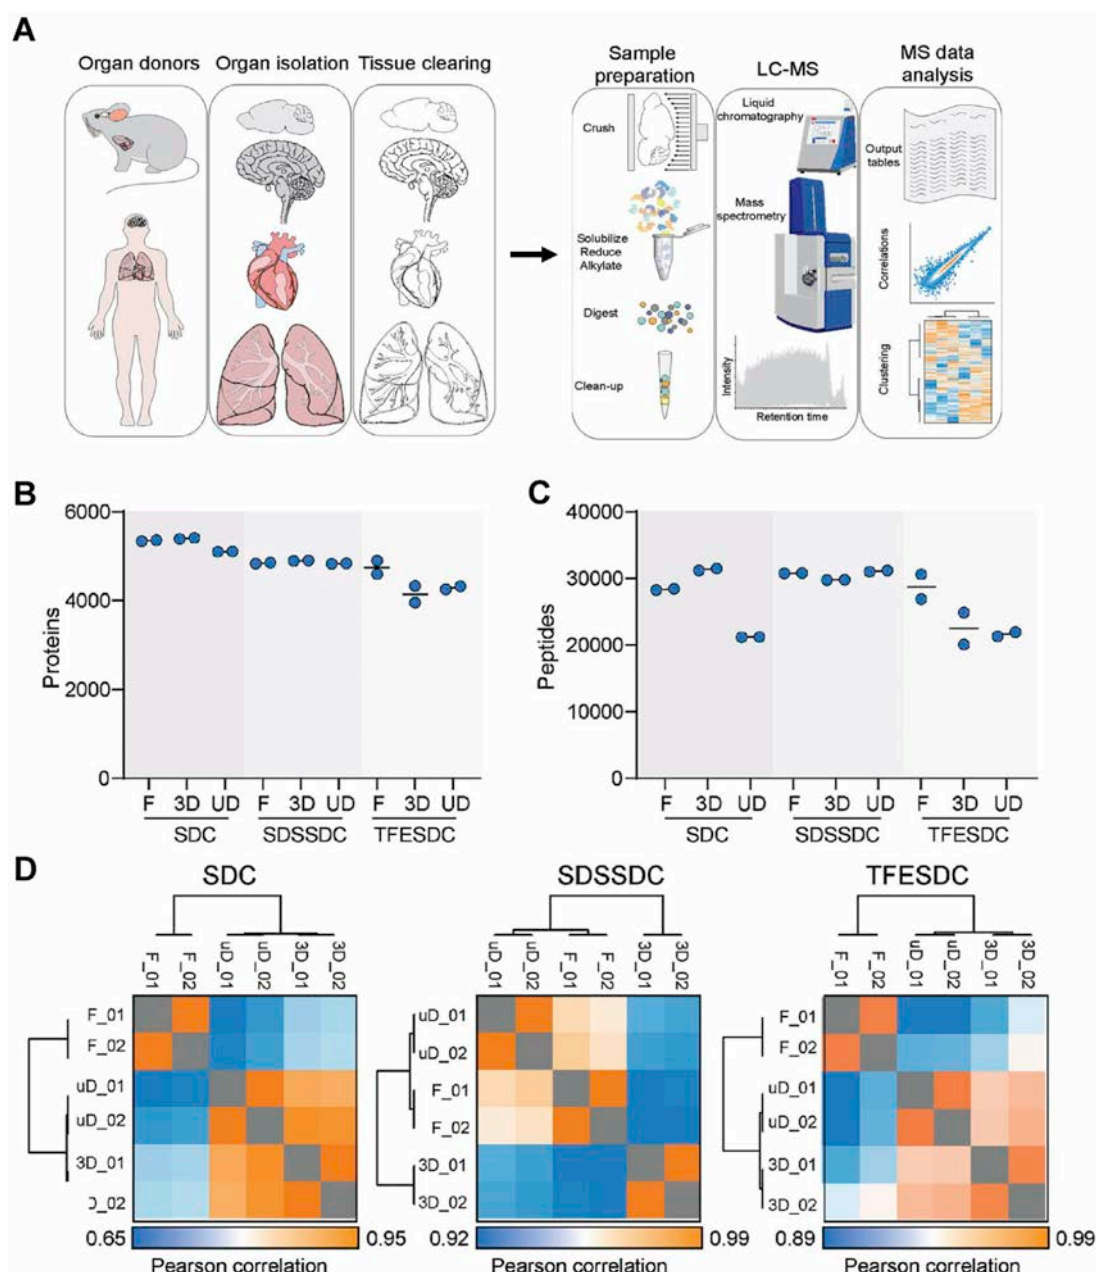 A
Organ donors
Organ isolation
Tissue clearing
Sample
preparation
LC-MS
MS data
analysis
Crush
Solubilize
Reduce
Alkylate
Digest
Clean-up
Liquid
chromatography
Mass
spectrometry
Intensity
Retention time
Output
tables
Correlations
Clustering
B
Proteins
6000
4000
2000
0
F 3D UD F 3D UD F 3D UD
SDC SDSSDC TFESDC
C
Peptides
40000
30000
20000
10000
0
F 3D UD F 3D UD F 3D UD
SDC SDSSDC TFESDC
D
SDC
F_01 F_02 uD_01 uD_02 3D_01 3D_02
F_01
F_02
uD_01
uD_02
3D_01
Ɔ_02
0.65 0.95
Pearson correlation
SDSSDC
uD_01 uD_02 F_01 F_02 3D_01 3D_02
uD_01
uD_02
F_01
F_02
3D_01
3D_02
0.92 0.99
Pearson correlation
TFESDC
F_01 F_02 uD_01 uD_02 3D_01 3D_02
F_01
F_02
uD_01
uD_02
3D_01
3D_02
0.89 0.99
Pearson correlation